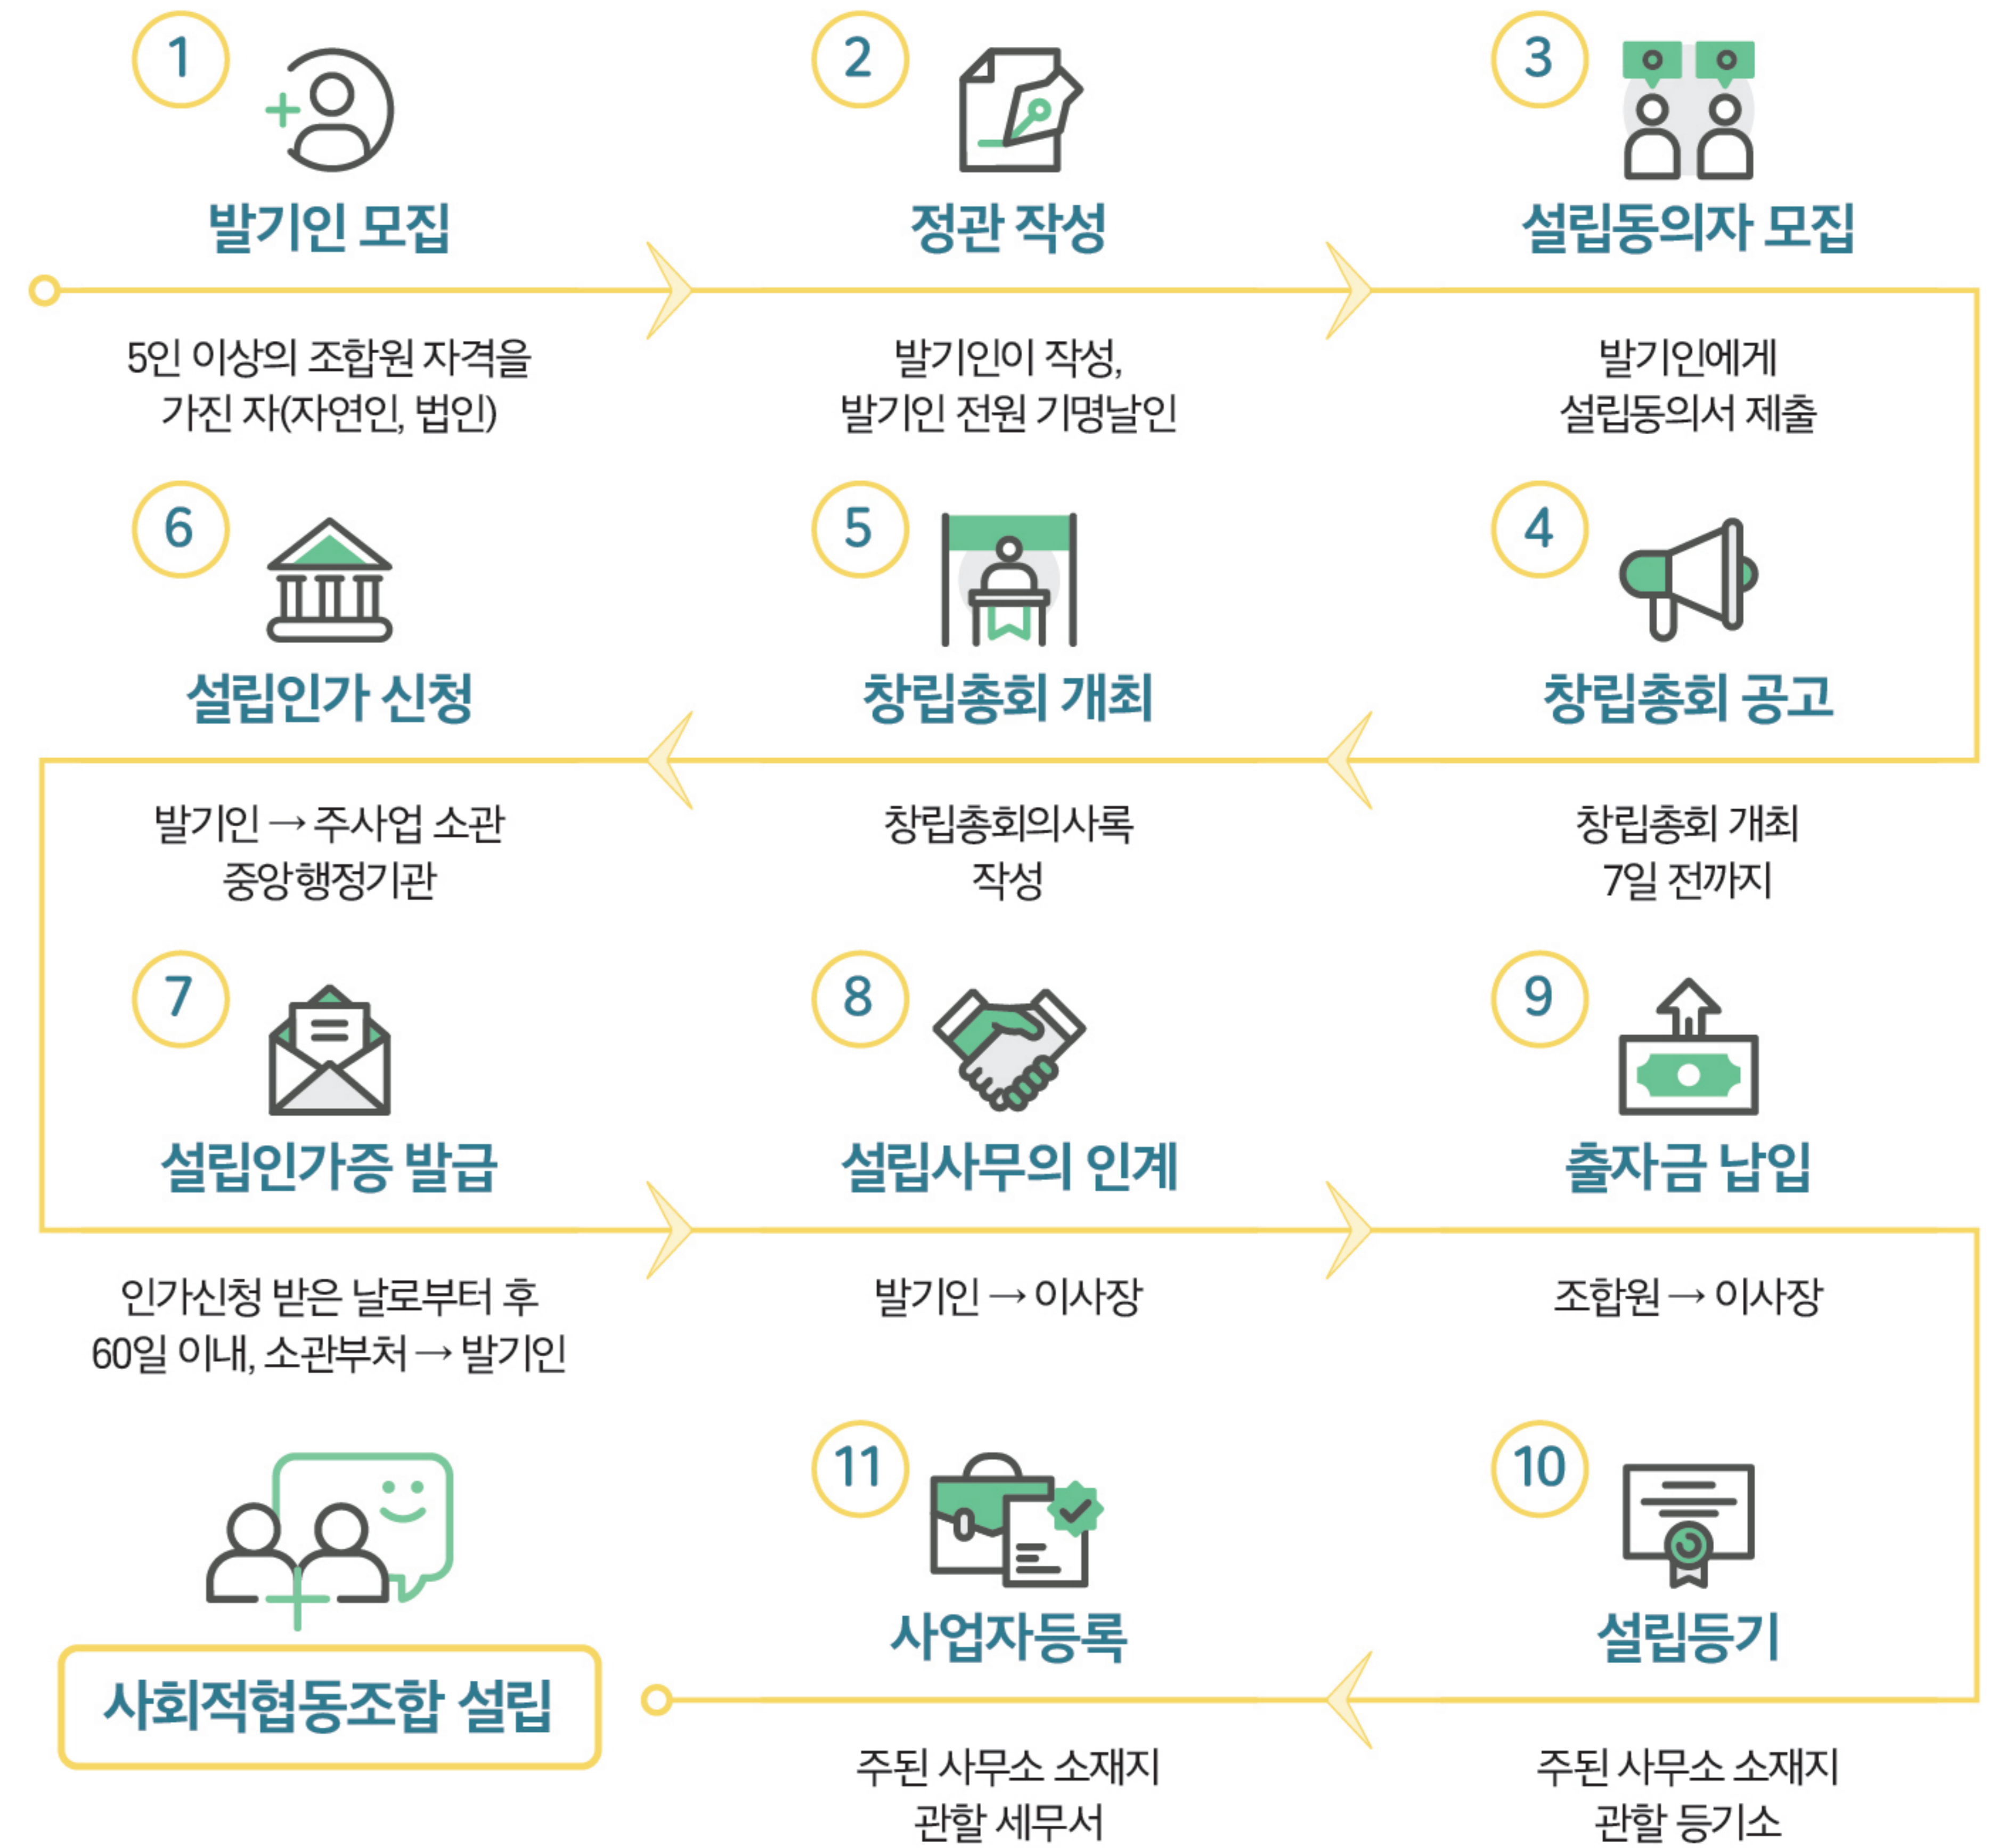 1
발기인 모집
5인 이상의 조합원 자격을
가진 자(자연인, 법인)
2
정관 작성
발기인이 작성,
발기인 전원 기명날인
3
설립동의자 모집
발기인에게
설립동의서 제출
4
창립총회 공고
창립총회 개최
7일 전까지
5
창립총회 개최
창립총회의사록
작성
6
설립인가 신청
발기인 → 주사업 소관
중앙행정기관
7
설립인가증 발급
인가신청 받은 날로부터 후
60일 이내, 소관부처 → 발기인
8
설립사무의 인계
발기인 → 이사장
9
출자금 납입
조합원 → 이사장
10
설립등기
주된 사무소 소재지
관할 등기소
11
사업자등록
주된 사무소 소재지
관할 세무서
사회적협동조합 설립